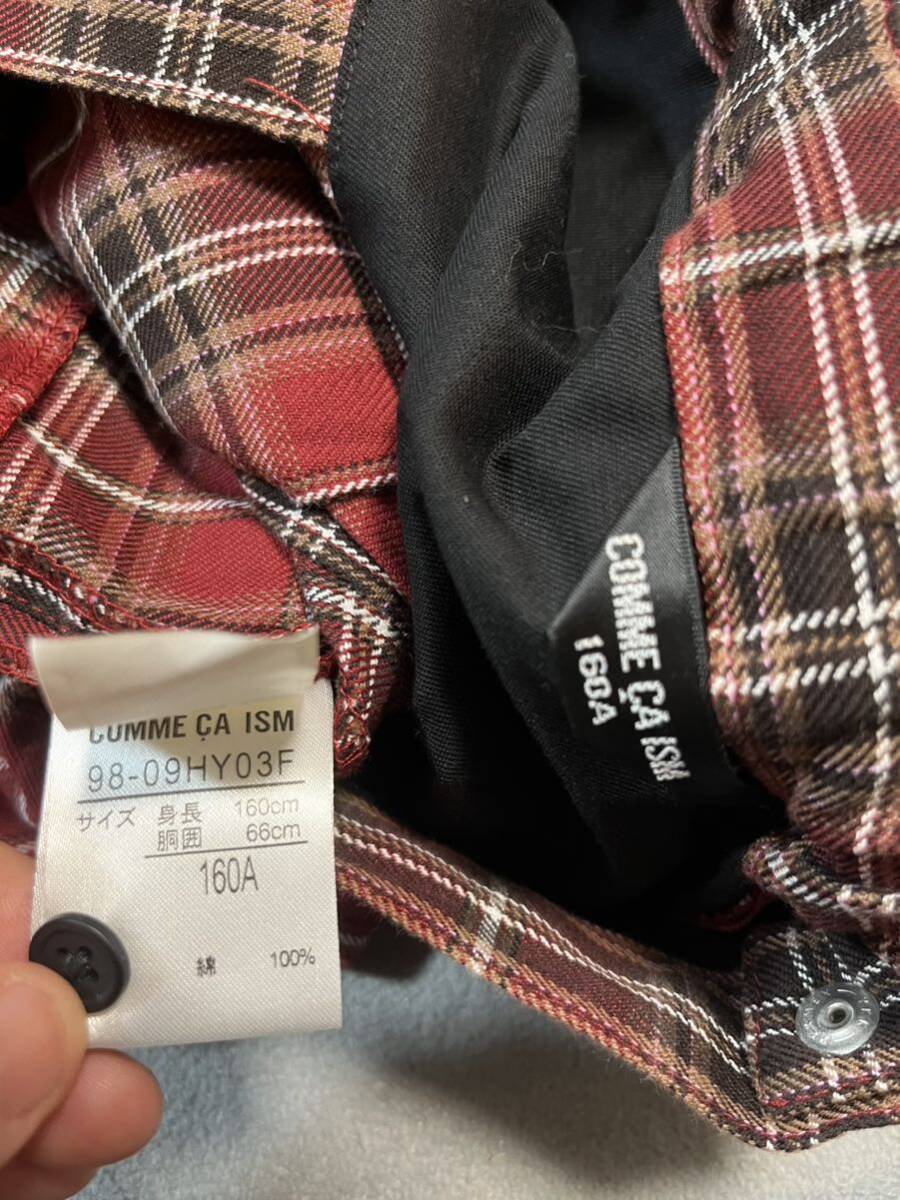 COMME ÇA ISM
98-09HY03F
サイズ 身長 160cm
胴囲 66cm
160A
綿 100%
COMME ÇA ISM
160A